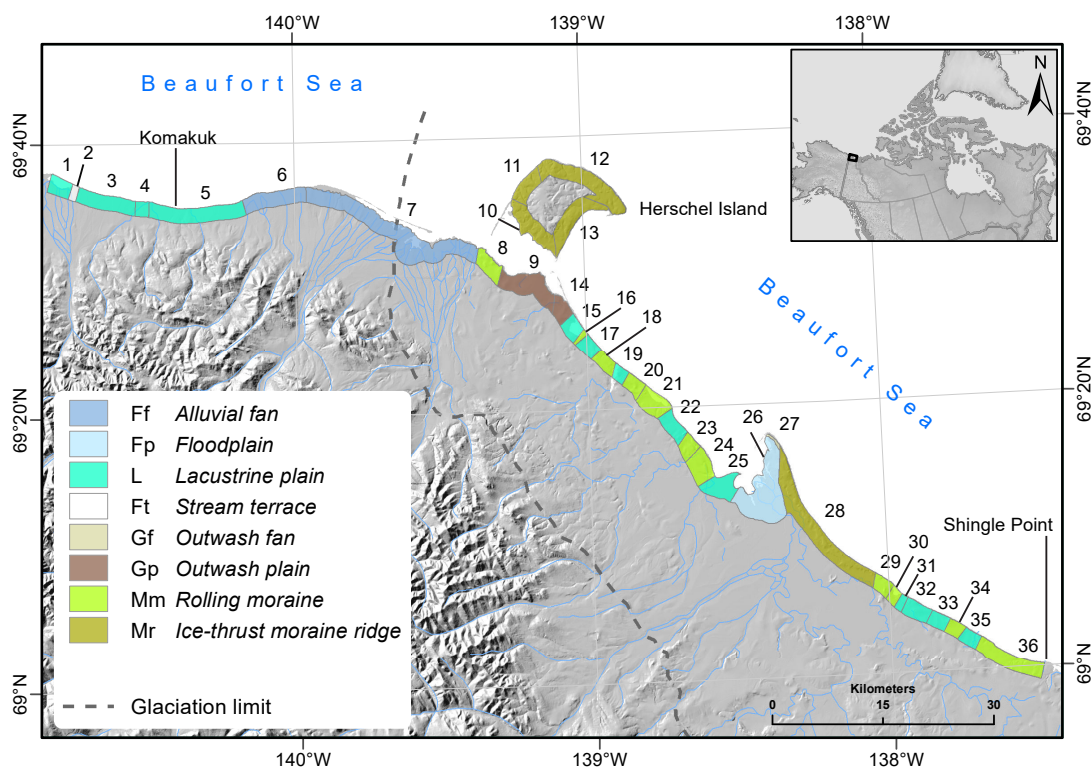 140°W 139°W 138°W
Beaufort Sea
N
69°40'N
69°40'N
Komakuk
1 2 3 4 5 6 7 8 9 10 11 12 13 14 15 16 17 18 19 20 21 22 23 24 25 26 27 28 29 30 31 32 33 34 35 36
Herschel Island
Beaufort Sea
69°20'N
69°20'N
Ff Alluvial fan
Fp Floodplain
L Lacustrine plain
Ft Stream terrace
Gf Outwash fan
Gp Outwash plain
Mm Rolling moraine
Mr Ice-thrust moraine ridge
Glaciation limit
Shingle Point
Kilometers
0 15 30
69°N
69°N
140°W 139°W 138°W